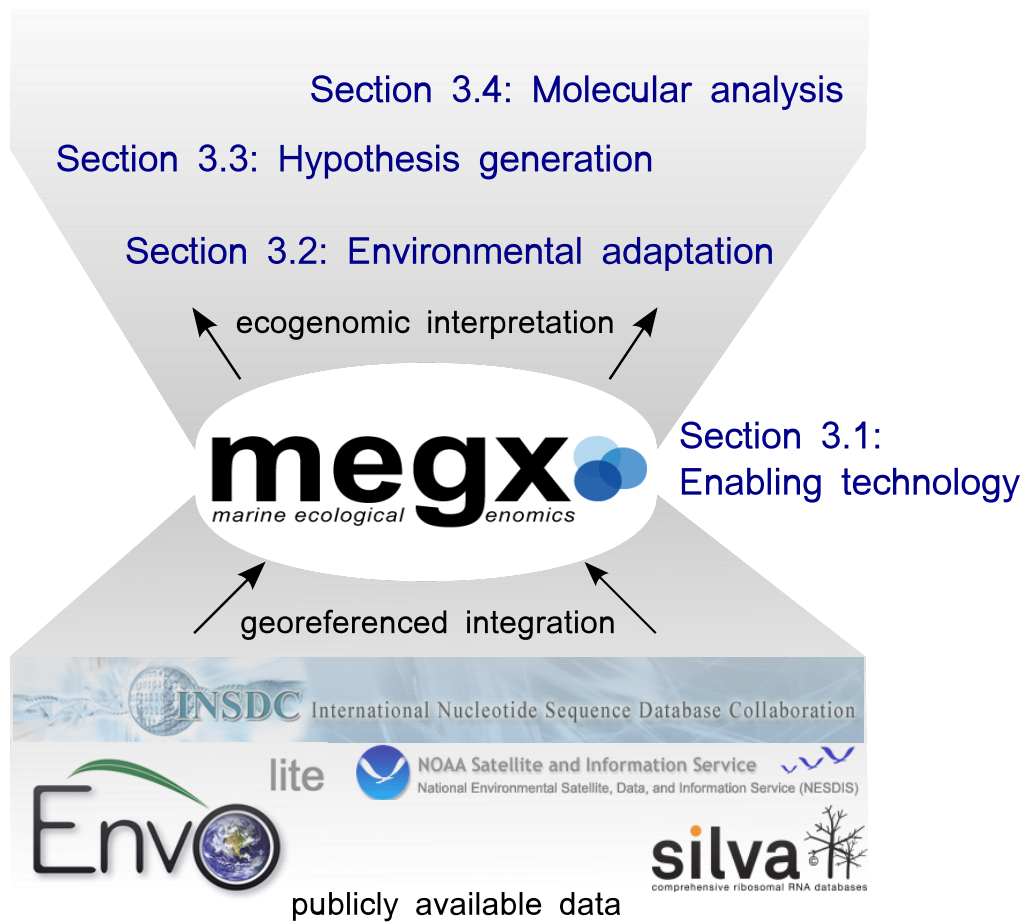 Section 3.4: Molecular analysis
Section 3.3: Hypothesis generation
Section 3.2: Environmental adaptation
ecogenomic interpretation
megx
marine ecological genomics
Section 3.1:
Enabling technology
georeferenced integration
INSDC International Nucleotide Sequence Database Collaboration
lite
NOAA Satellite and Information Service
National Environmental Satellite, Data, and Information Service (NESDIS)
EnvO
silva
©
comprehensive ribosomal RNA databases
publicly available data